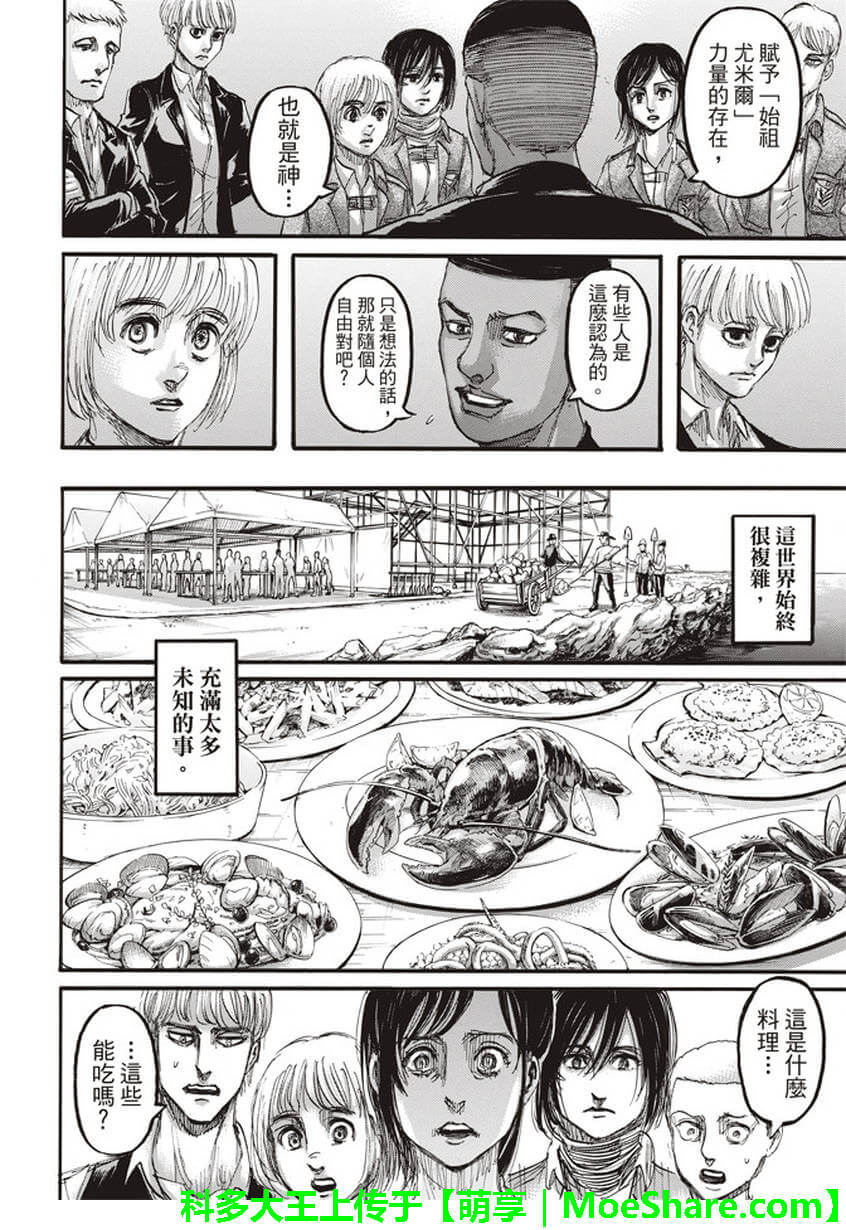 賦予「始祖
尤米爾」
力量的存在，
也就是神…
有些人是
這麼認為的。
只是想法的話，
那就隨個人
自由對吧？
這世界始終
很複雜，
充滿太多
未知的事。
這是什麼
料理…
…這些
能吃嗎？
科多大王上传于【萌享】｜MoeShare.com【萌享】